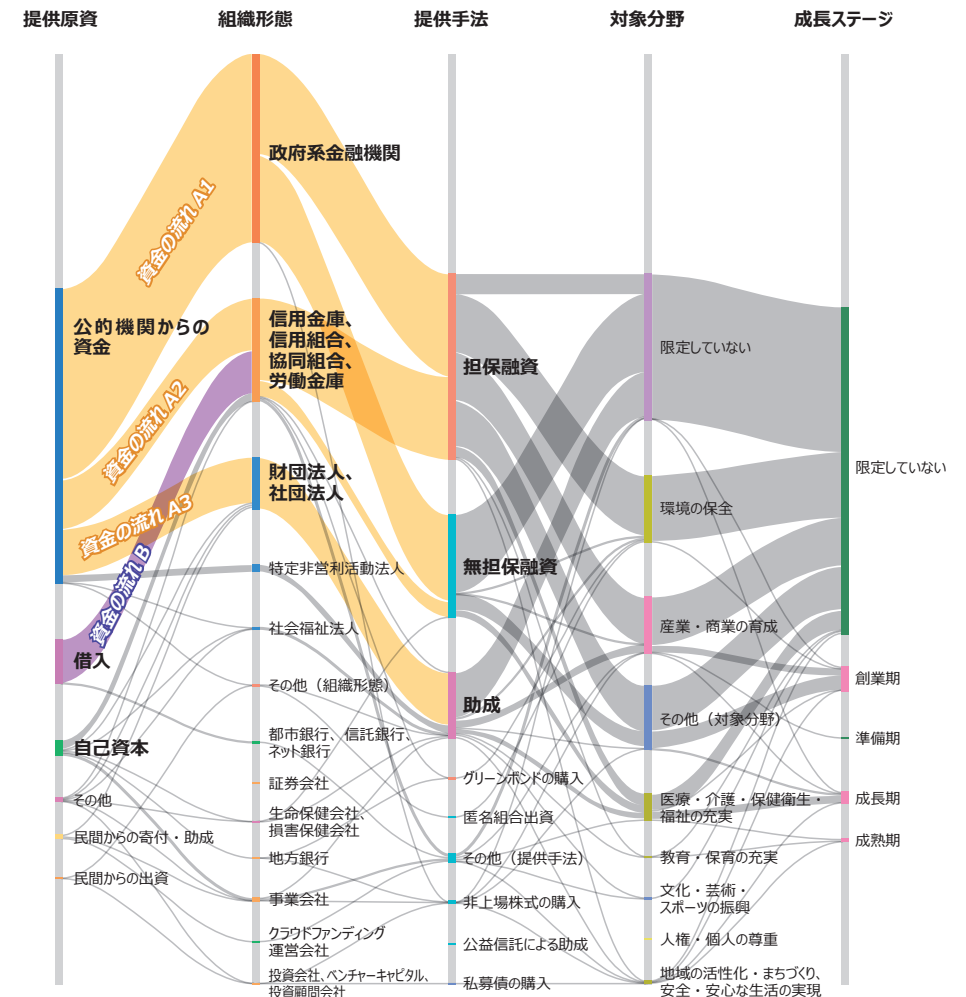 提供原資
組織形態
提供手法
対象分野
成長ステージ
公的機関からの
資金
借入
自己資本
その他
民間からの寄付・助成
民間からの出資
資金の流れ A1
資金の流れ A2
資金の流れ A3
資金の流れ B
政府系金融機関
信用金庫、
信用組合、
協同組合、
労働金庫
財団法人、
社団法人
特定非営利活動法人
社会福祉法人
その他（組織形態）
都市銀行、信託銀行、
ネット銀行
証券会社
生命保健会社、
損害保健会社
地方銀行
事業会社
クラウドファンディング
運営会社
投資会社、ベンチャーキャピタル、
投資顧問会社
担保融資
無担保融資
助成
グリーンボンドの購入
匿名組合出資
その他（提供手法）
非上場株式の購入
公益信託による助成
私募債の購入
限定していない
環境の保全
産業・商業の育成
その他（対象分野）
医療・介護・保健衛生・
福祉の充実
教育・保育の充実
文化・芸術・
スポーツの振興
人権・個人の尊重
地域の活性化・まちづくり、
安全・安心な生活の実現
限定していない
創業期
準備期
成長期
成熟期